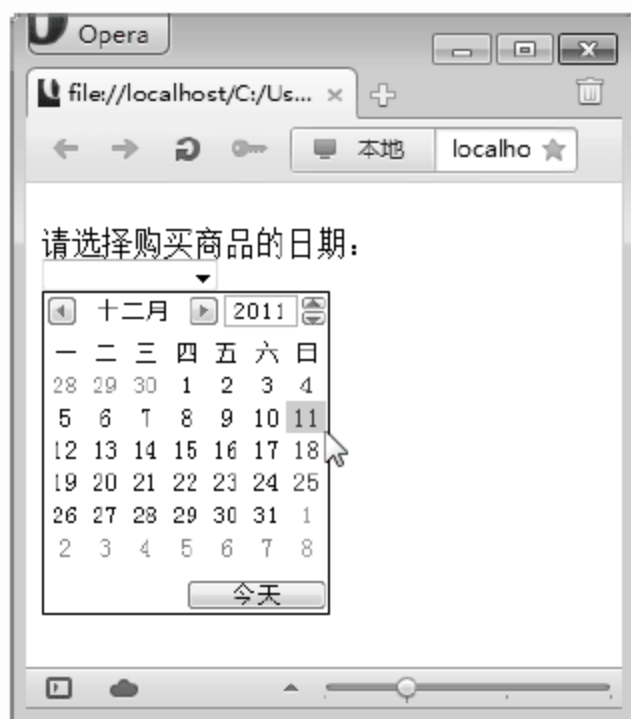 Opera
file://localhost/C:/Us...
本地 localho
请选择购买商品的日期：
十二月 2011
一 二 三 四 五 六 日
28 29 30 1 2 3 4
5 6 7 8 9 10 11
12 13 14 15 16 17 18
19 20 21 22 23 24 25
26 27 28 29 30 31 1
2 3 4 5 6 7 8
今天